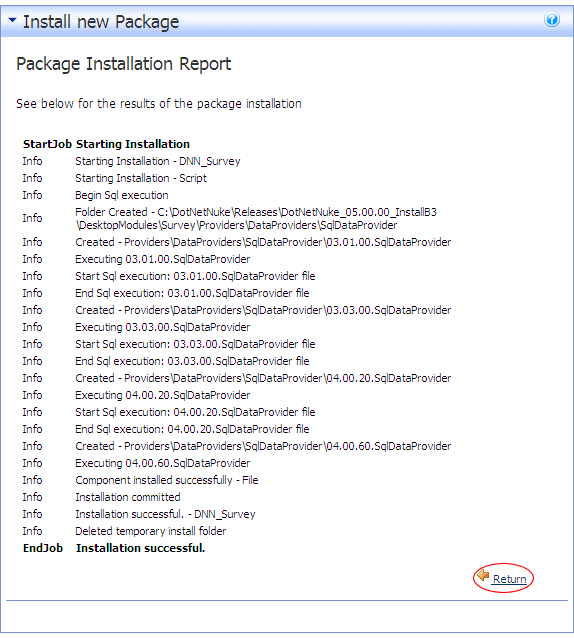 Install new Package
Package Installation Report
See below for the results of the package installation
StartJob Starting Installation
Info Starting Installation - DNN_Survey
Info Starting Installation - Script
Info Begin Sql execution
Info Folder Created - C:\DotNetNuke\Releases\DotNetNuke_05.00.00_InstallB3
\DesktopModules\Survey\Providers\DataProviders\SqlDataProvider
Info Created - Providers\DataProviders\SqlDataProvider\03.01.00.SqlDataProvider
Info Executing 03.01.00.SqlDataProvider
Info Start Sql execution: 03.01.00.SqlDataProvider file
Info End Sql execution: 03.01.00.SqlDataProvider file
Info Created - Providers\DataProviders\SqlDataProvider\03.03.00.SqlDataProvider
Info Executing 03.03.00.SqlDataProvider
Info Start Sql execution: 03.03.00.SqlDataProvider file
Info End Sql execution: 03.03.00.SqlDataProvider file
Info Created - Providers\DataProviders\SqlDataProvider\04.00.20.SqlDataProvider
Info Executing 04.00.20.SqlDataProvider
Info Start Sql execution: 04.00.20.SqlDataProvider file
Info End Sql execution: 04.00.20.SqlDataProvider file
Info Created - Providers\DataProviders\SqlDataProvider\04.00.60.SqlDataProvider
Info Executing 04.00.60.SqlDataProvider
Info Component installed successfully - File
Info Installation committed
Info Installation successful. - DNN_Survey
Info Deleted temporary install folder
EndJob Installation successful.
Return